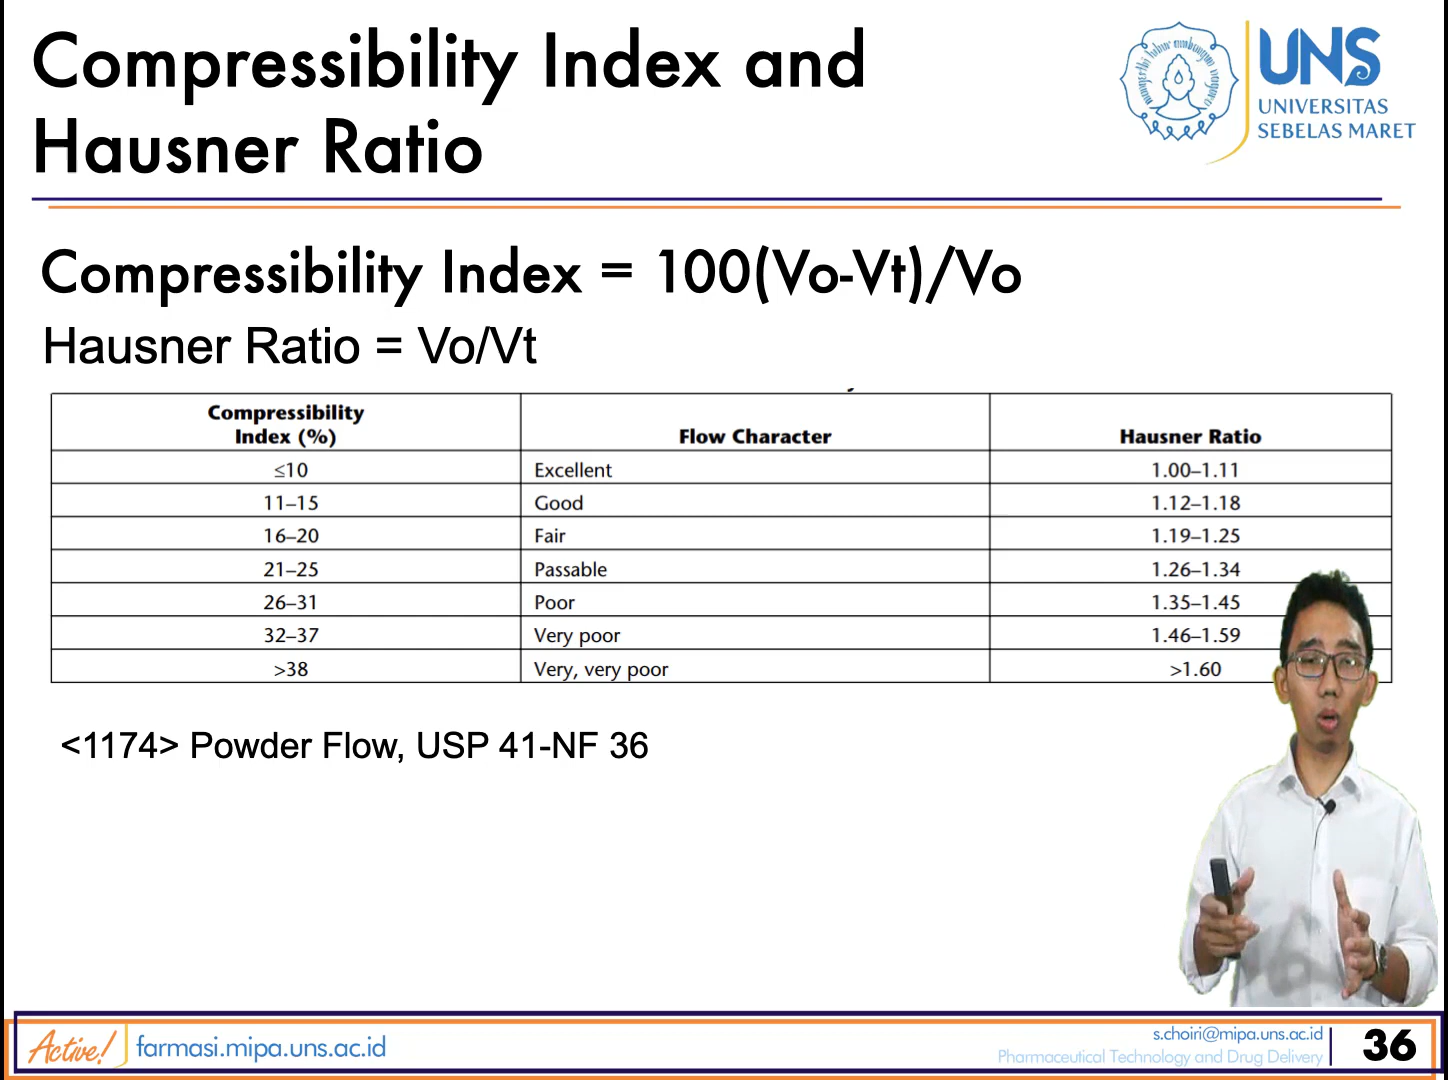 Compressibility Index and
Hausner Ratio
UNS
UNIVERSITAS
SEBELAS MARET
Compressibility Index = 100(Vo-Vt)/Vo
Hausner Ratio = Vo/Vt
Compressibility
Index (%) Flow Character Hausner Ratio
≤10 Excellent 1.00–1.11
11–15 Good 1.12–1.18
16–20 Fair 1.19–1.25
21–25 Passable 1.26–1.34
26–31 Poor 1.35–1.45
32–37 Very poor 1.46–1.59
>38 Very, very poor >1.60
<1174> Powder Flow, USP 41-NF 36
Active! farmasi.mipa.uns.ac.id
s.choiri@mipa.uns.ac.id
Pharmaceutical Technology and Drug Delivery
36